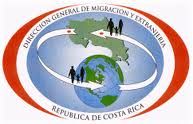 DIRECCION GENERAL DE MIGRACION Y EXTRANJERIA
REPUBLICA DE COSTA RICA